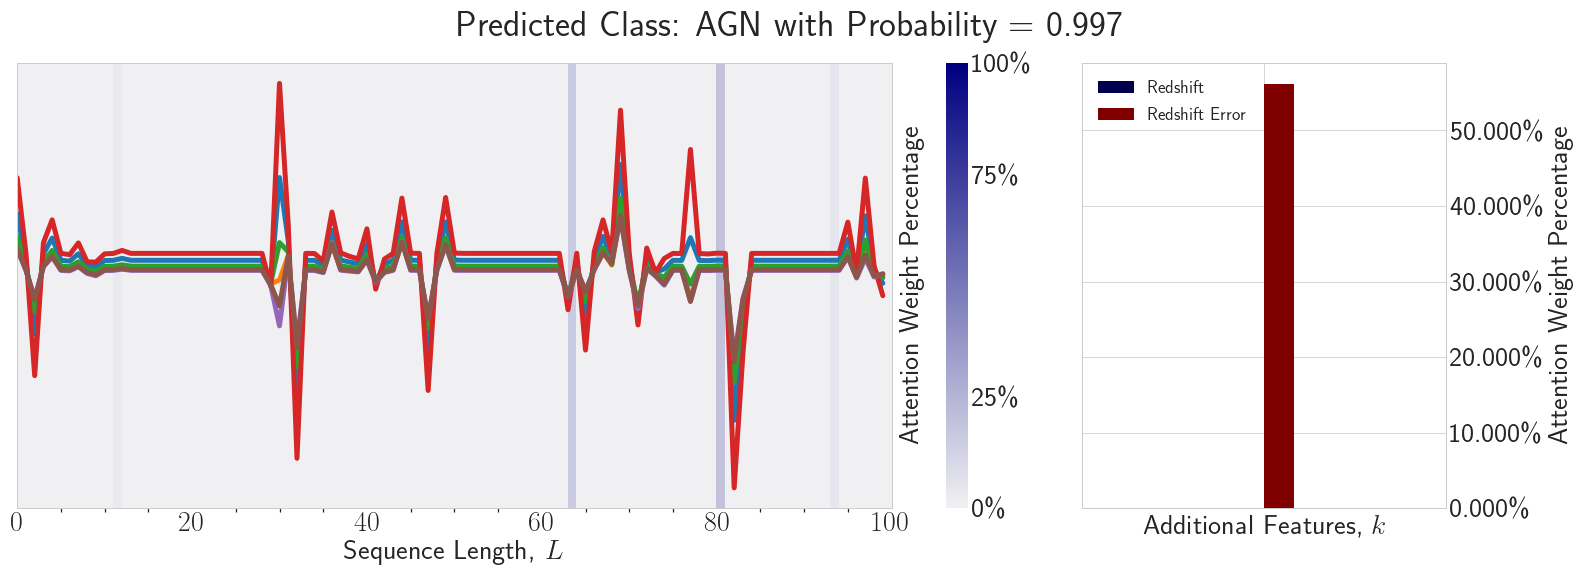 Predicted Class: AGN with Probability = 0.997
0
20
40
60
80
100
Sequence Length, L
100%
75%
25%
0%
Attention Weight Percentage
Redshift
Redshift Error
50.000%
40.000%
30.000%
20.000%
10.000%
0.000%
Attention Weight Percentage
Additional Features, k